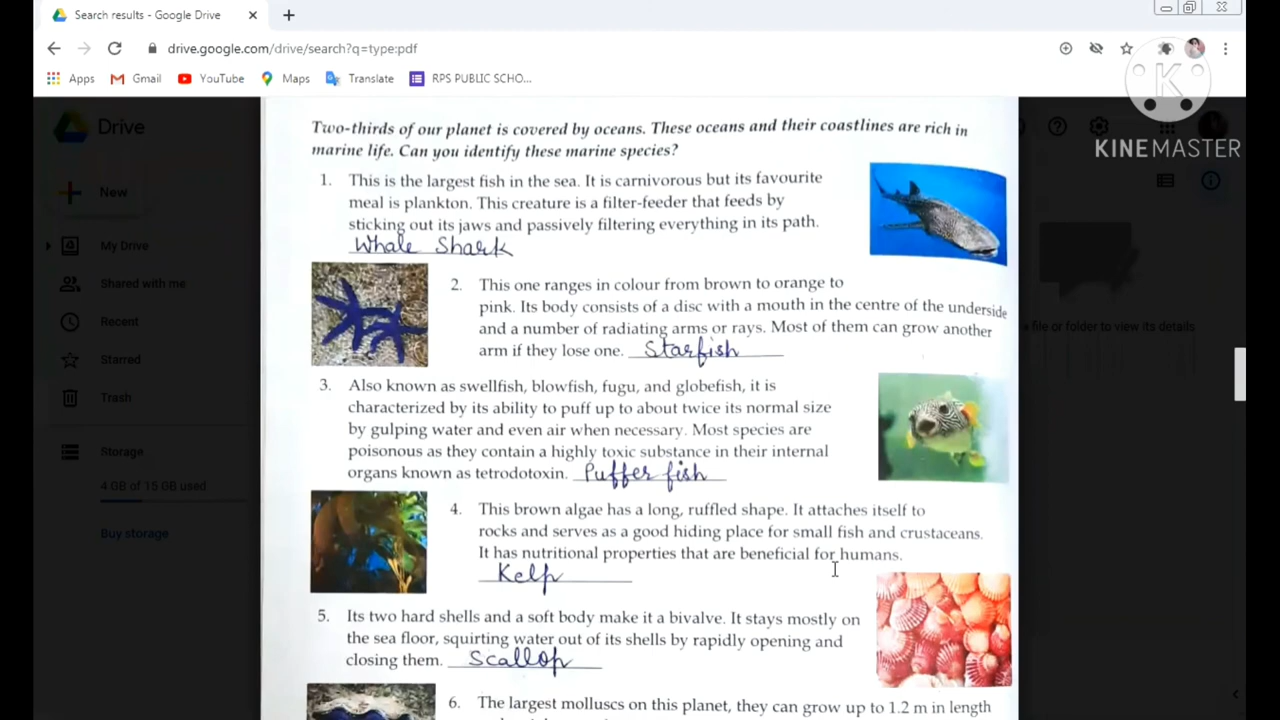 Search results - Google Drive
drive.google.com/drive/search?q=type:pdf
Apps Gmail YouTube Maps Translate RPS PUBLIC SCHO...
K
KINEMASTER
Drive
New
My Drive
Shared with me
Recent
Starred
Trash
Storage
4 GB of 15 GB used
Buy storage
a file or folder to view its details
Two-thirds of our planet is covered by oceans. These oceans and their coastlines are rich in
marine life. Can you identify these marine species?
1. This is the largest fish in the sea. It is carnivorous but its favourite
meal is plankton. This creature is a filter-feeder that feeds by
sticking out its jaws and passively filtering everything in its path.
Whale Shark
2. This one ranges in colour from brown to orange to
pink. Its body consists of a disc with a mouth in the centre of the underside
and a number of radiating arms or rays. Most of them can grow another
arm if they lose one. Starfish
3. Also known as swellfish, blowfish, fugu, and globefish, it is
characterized by its ability to puff up to about twice its normal size
by gulping water and even air when necessary. Most species are
poisonous as they contain a highly toxic substance in their internal
organs known as tetrodotoxin. Puffer fish
4. This brown algae has a long, ruffled shape. It attaches itself to
rocks and serves as a good hiding place for small fish and crustaceans.
It has nutritional properties that are beneficial for humans.
Kelp
5. Its two hard shells and a soft body make it a bivalve. It stays mostly on
the sea floor, squirting water out of its shells by rapidly opening and
closing them. Scallop
6. The largest molluscs on this planet, they can grow up to 1.2 m in length